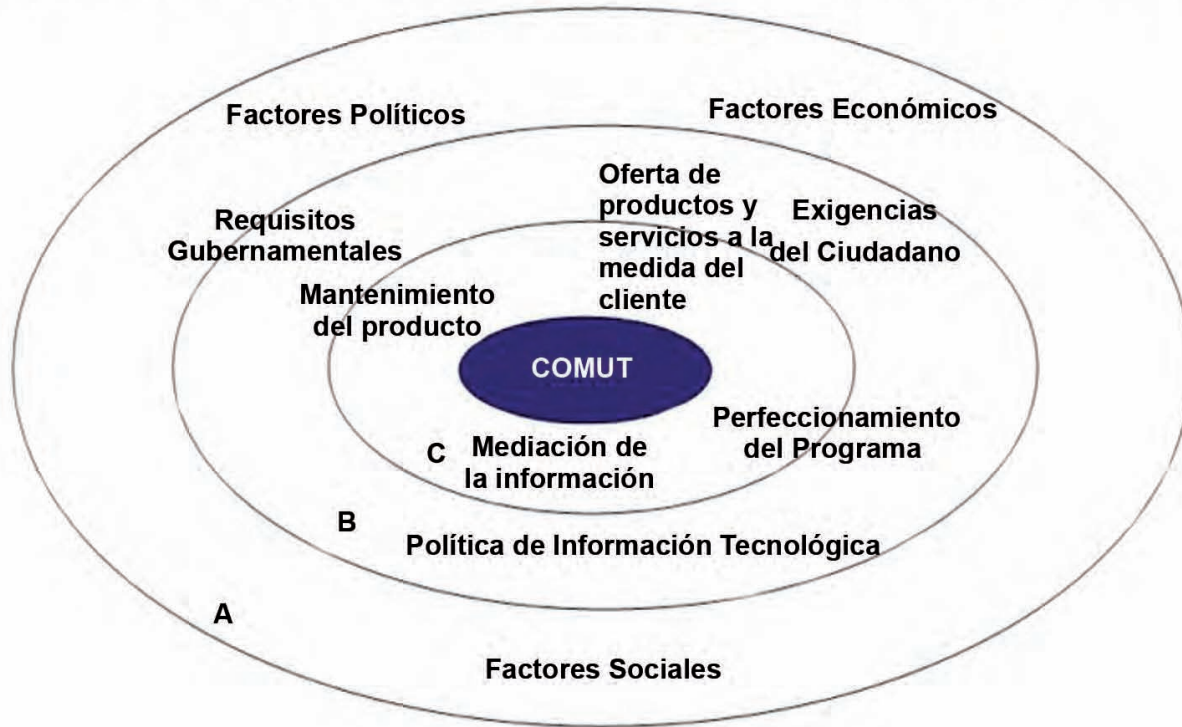 Factores Políticos
Factores Económicos
Oferta de
productos y
servicios a la
medida del
cliente
Requisitos
Gubernamentales
Exigencias
del Ciudadano
Mantenimiento
del producto
COMUT
Perfeccionamiento
del Programa
C
Mediación de
la información
B
Política de Información Tecnológica
A
Factores Sociales